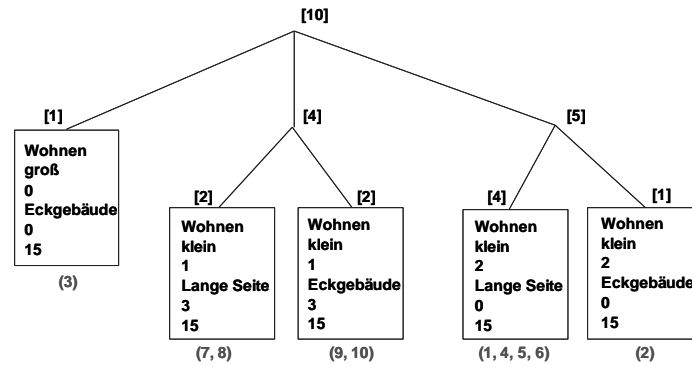 [10]
[1]
[4]
[5]
Wohnen
groß
0
Eckgebäude
0
15
(3)
[2]
Wohnen
klein
1
Lange Seite
3
15
(7, 8)
[2]
Wohnen
klein
1
Eckgebäude
3
15
(9, 10)
[4]
Wohnen
klein
2
Lange Seite
0
15
(1, 4, 5, 6)
[1]
Wohnen
klein
2
Eckgebäude
0
15
(2)